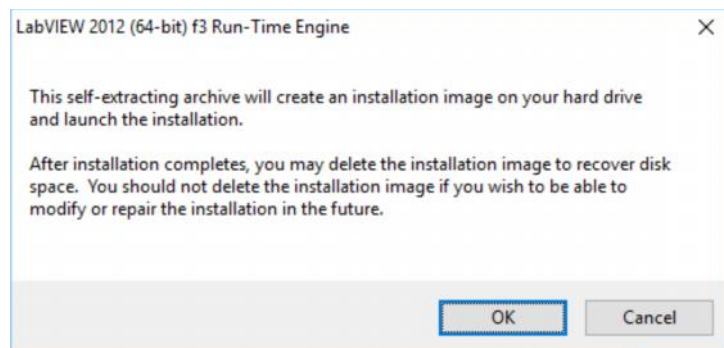 LabVIEW 2012 (64-bit) f3 Run-Time Engine
This self-extracting archive will create an installation image on your hard drive
and launch the installation.
After installation completes, you may delete the installation image to recover disk
space. You should not delete the installation image if you wish to be able to
modify or repair the installation in the future.
OK
Cancel